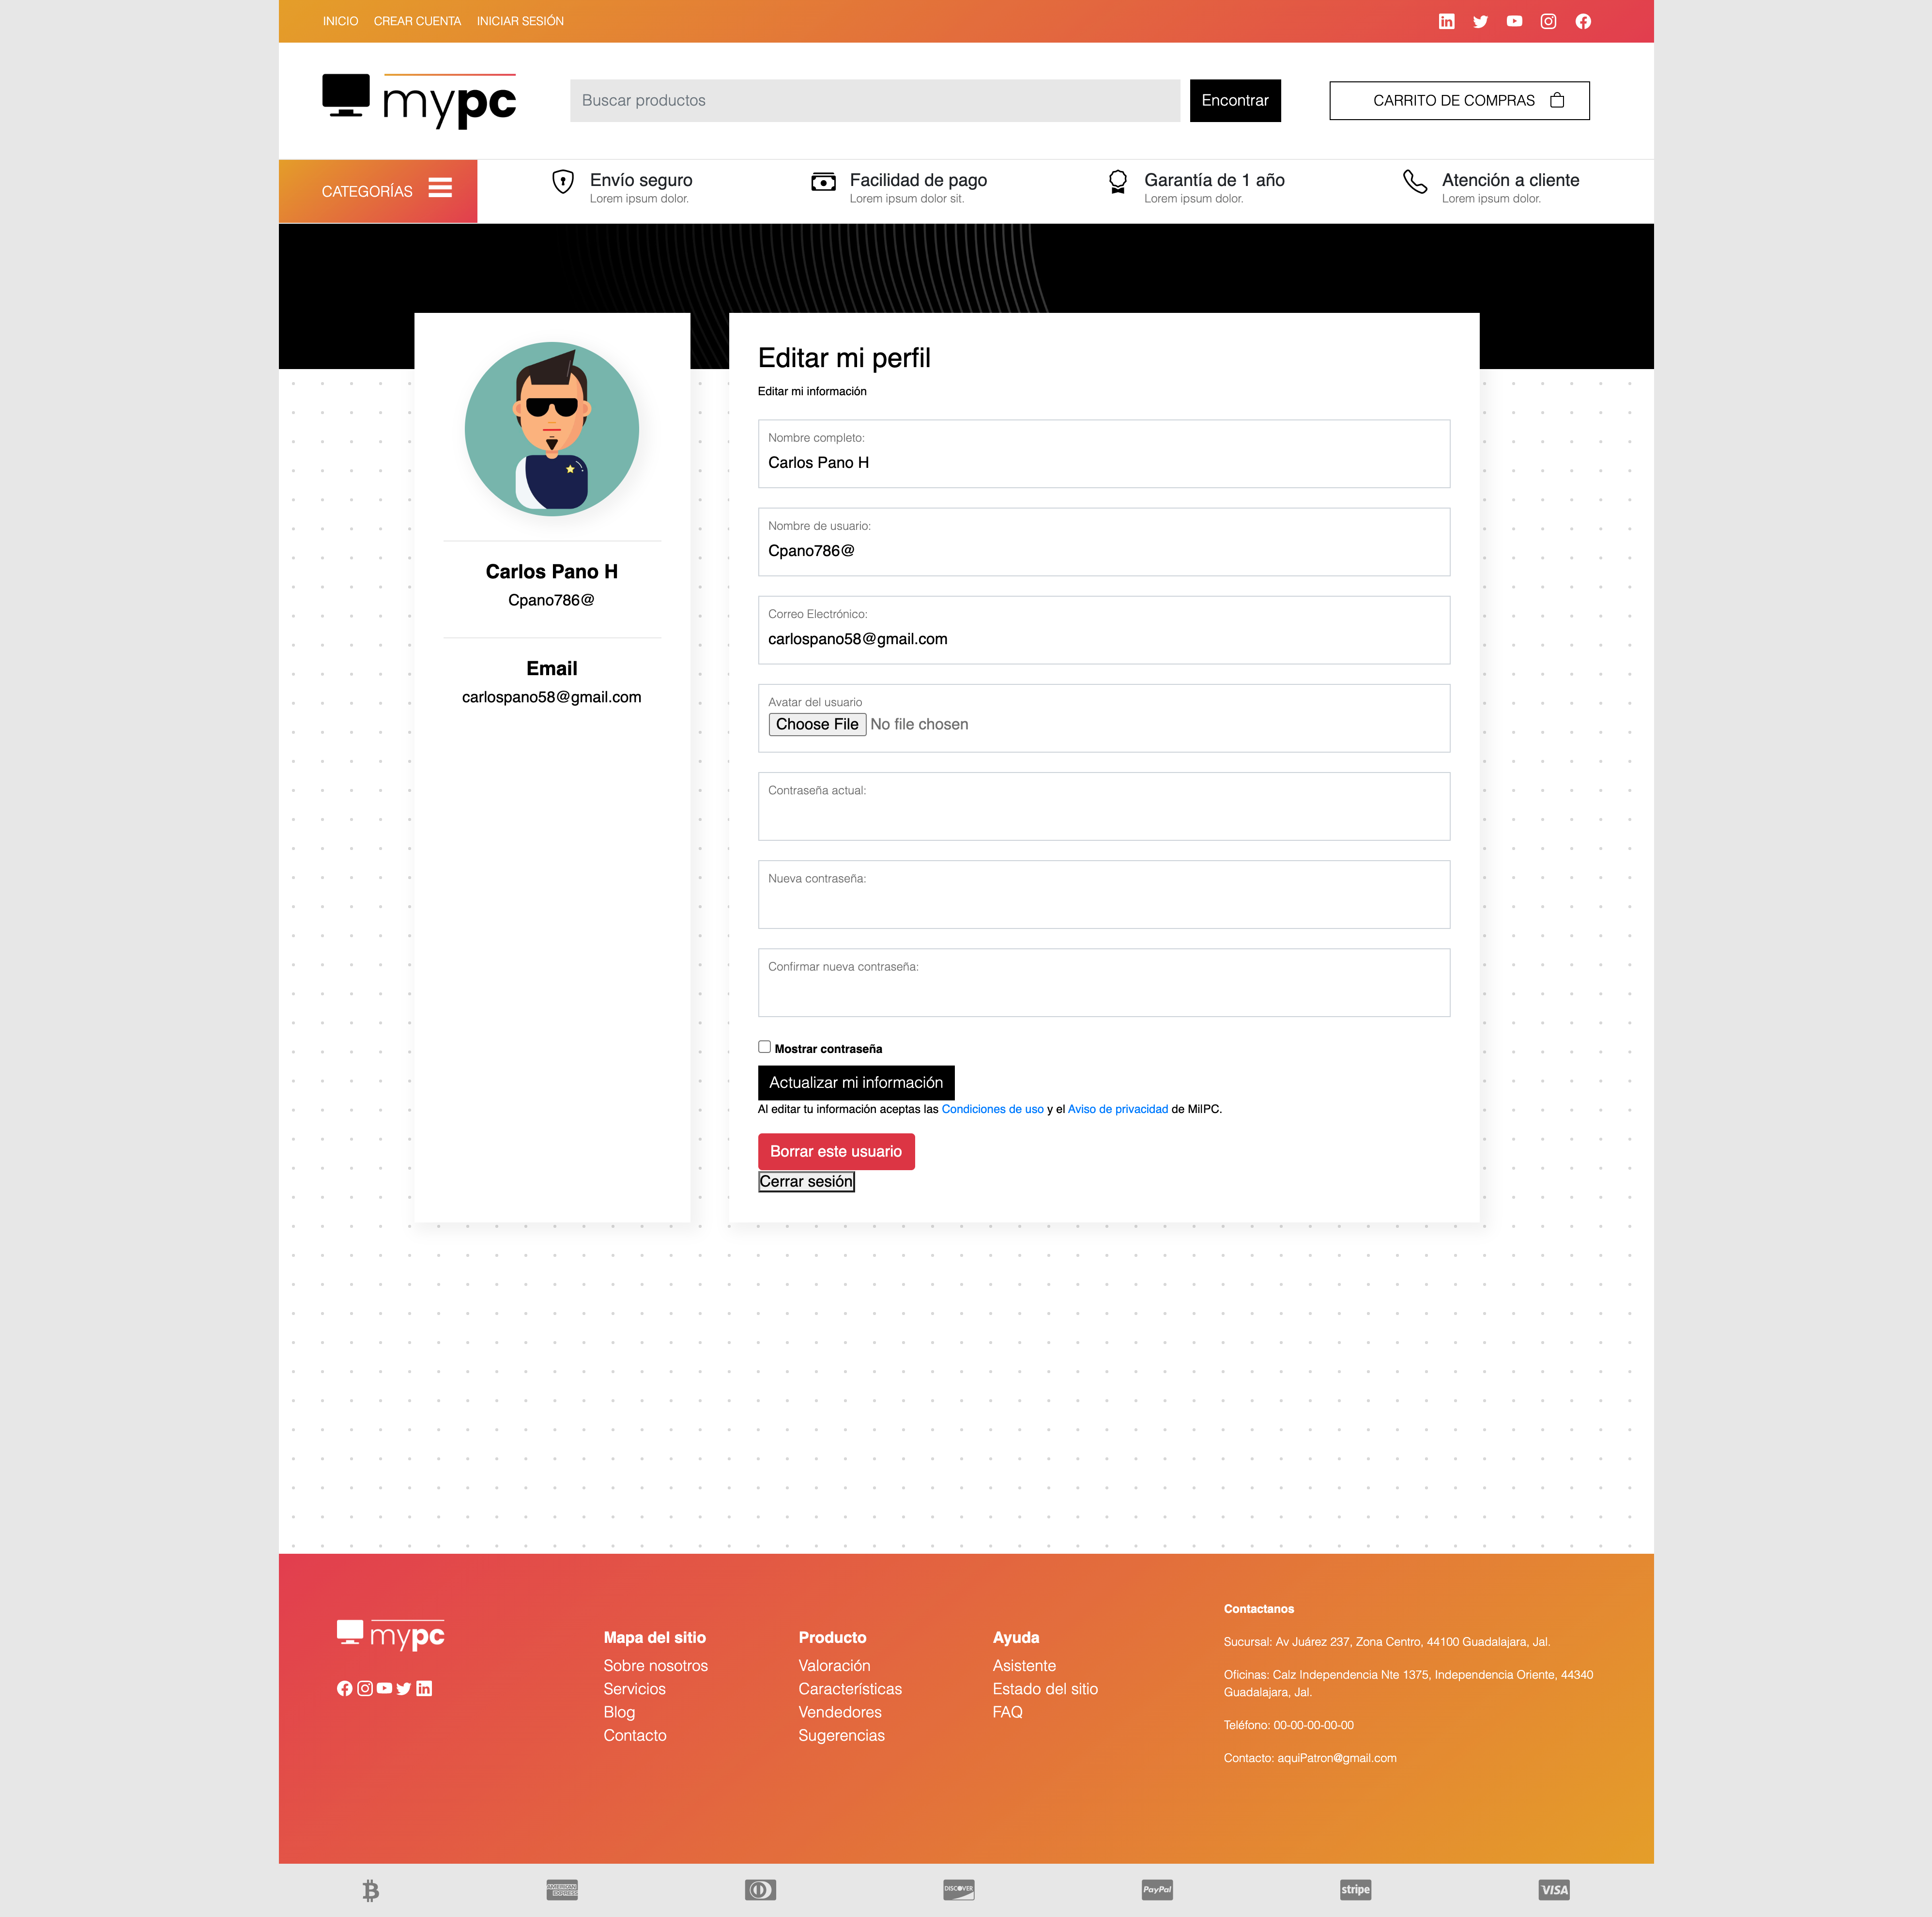 INICIO CREAR CUENTA INICIAR SESIÓN
mypc
Buscar productos
Encontrar
CARRITO DE COMPRAS
CATEGORÍAS
Envío seguro
Lorem ipsum dolor.
Facilidad de pago
Lorem ipsum dolor sit.
Garantía de 1 año
Lorem ipsum dolor.
Atención a cliente
Lorem ipsum dolor.
Carlos Pano H
Cpano786@
Email
carlospano58@gmail.com
Editar mi perfil
Editar mi información
Nombre completo:
Carlos Pano H
Nombre de usuario:
Cpano786@
Correo Electrónico:
carlospano58@gmail.com
Avatar del usuario
Choose File No file chosen
Contraseña actual:
Nueva contraseña:
Confirmar nueva contraseña:
Mostrar contraseña
Actualizar mi información
Al editar tu información aceptas las Condiciones de uso y el Aviso de privacidad de MilPC.
Borrar este usuario
Cerrar sesión
mypc
Mapa del sitio
Sobre nosotros
Servicios
Blog
Contacto
Producto
Valoración
Características
Vendedores
Sugerencias
Ayuda
Asistente
Estado del sitio
FAQ
Contactanos
Sucursal: Av Juárez 237, Zona Centro, 44100 Guadalajara, Jal.
Oficinas: Calz Independencia Nte 1375, Independencia Oriente, 44340
Guadalajara, Jal.
Teléfono: 00-00-00-00-00
Contacto: aquiPatron@gmail.com
AMERICAN
EXPRESS
DISCOVER
PayPal
stripe
VISA